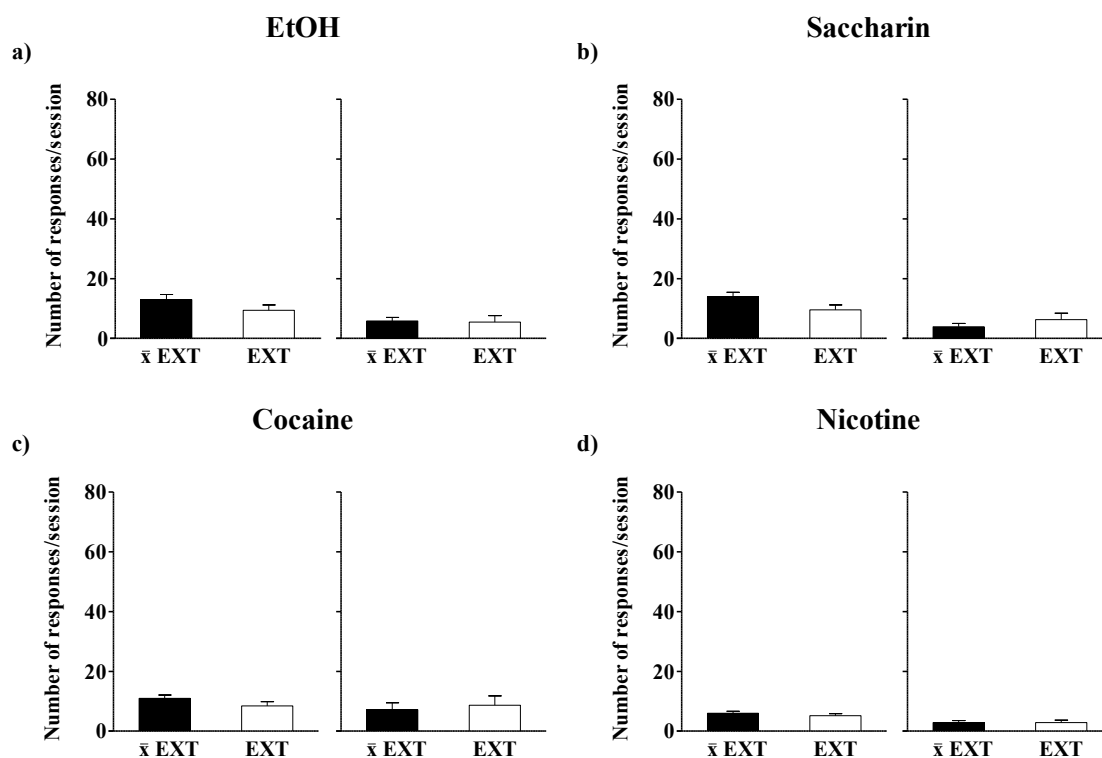 EtOH
a)
Number of responses/session
80
60
40
20
0
x̄ EXT
EXT
x̄ EXT
EXT
Saccharin
b)
Number of responses/session
80
60
40
20
0
x̄ EXT
EXT
x̄ EXT
EXT
Cocaine
c)
Number of responses/session
80
60
40
20
0
x̄ EXT
EXT
x̄ EXT
EXT
Nicotine
d)
Number of responses/session
80
60
40
20
0
x̄ EXT
EXT
x̄ EXT
EXT